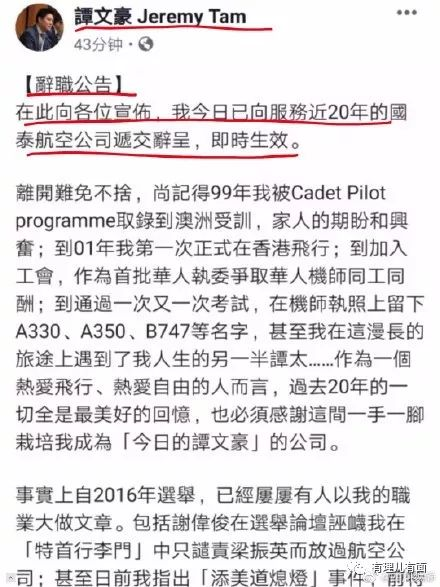 譚文豪 Jeremy Tam
43分钟
【辭職公告】
在此向各位宣佈，我今日已向服務近20年的國
泰航空公司遞交辭呈，即時生效。
離開難免不捨，尚記得99年我被Cadet Pilot
programme取錄到澳洲受訓，家人的期盼和興
奮；到01年我第一次正式在香港飛行；到加入
工會，作為首批華人執委爭取華人機師同工同
酬；到通過一次又一次考試，在機師執照上留下
A330、A350、B747等名字，甚至我在這漫長的
旅途上遇到了我人生的另一半譚太……作為一個
熱愛飛行、熱愛自由的人而言，過去20年的一
切全是最美好的回憶，也必須感謝這間一手一腳
栽培我成為「今日的譚文豪」的公司。
事實上自2016年選舉，已經屢屢有人以我的職
業大做文章。包括謝偉俊在選舉論壇誣衊我在
「特首行李門」中只譴責梁振英而放過航空公
司；甚至日前我指出「添美道熄燈」事件，
有理儿有面